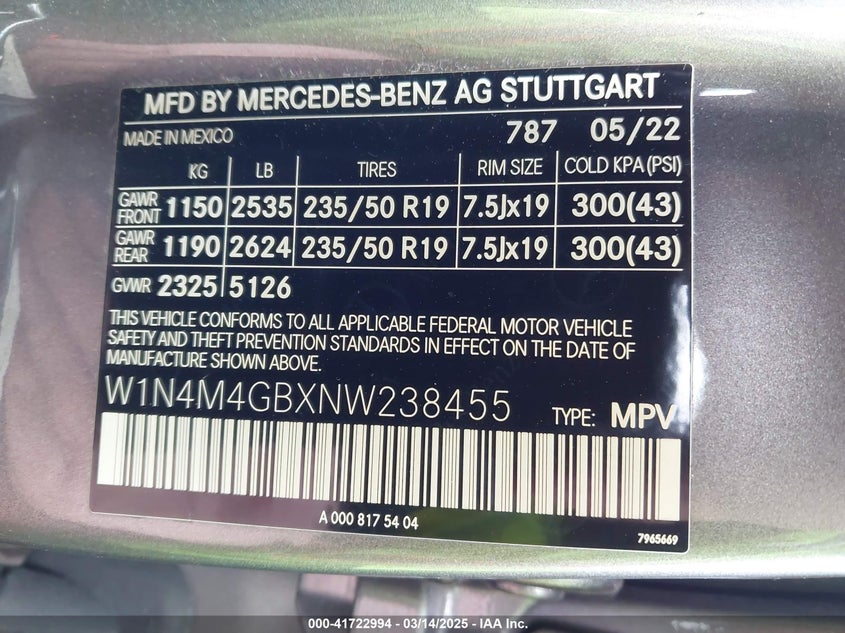 MFD BY MERCEDES-BENZ AG STUTTGART
MADE IN MEXICO 787 05/22
KG LB TIRES RIM SIZE COLD KPA(PSI)
GAWR FRONT 1150 2535 235/50 R19 7.5Jx19 300(43)
GAWR REAR 1190 2624 235/50 R19 7.5Jx19 300(43)
GVWR 2325 5126
THIS VEHICLE CONFORMS TO ALL APPLICABLE FEDERAL MOTOR VEHICLE
SAFETY AND THEFT PREVENTION STANDARDS IN EFFECT ON THE DATE OF
MANUFACTURE SHOWN ABOVE.
W1N4M4GBXNW238455 TYPE: MPV
A 000 817 54 04
7965669
000-41722994 — 03/14/2025 — IAA Inc.